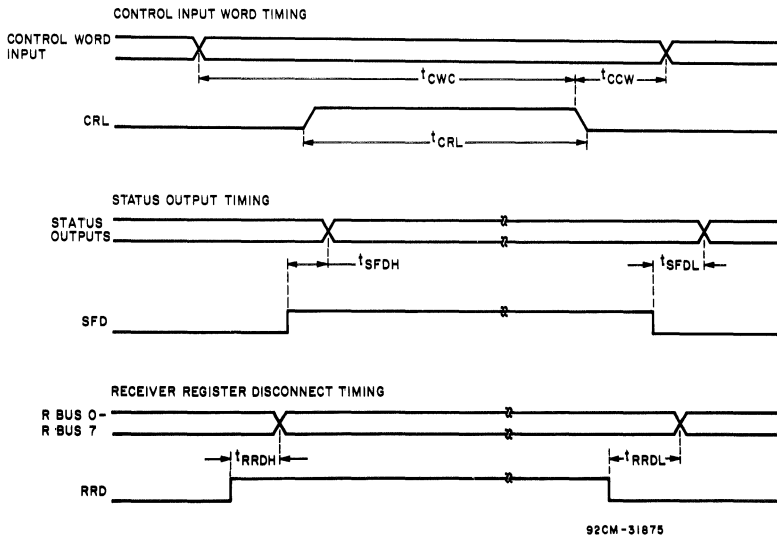 CONTROL INPUT WORD TIMING
CONTROL WORD
INPUT
tCWC
tCCW
CRL
tCRL
STATUS OUTPUT TIMING
STATUS
OUTPUTS
tSFDH
tSFDL
SFD
RECEIVER REGISTER DISCONNECT TIMING
R BUS 0-
R BUS 7
tRRDH
tRRDL
RRD
92CM-31875